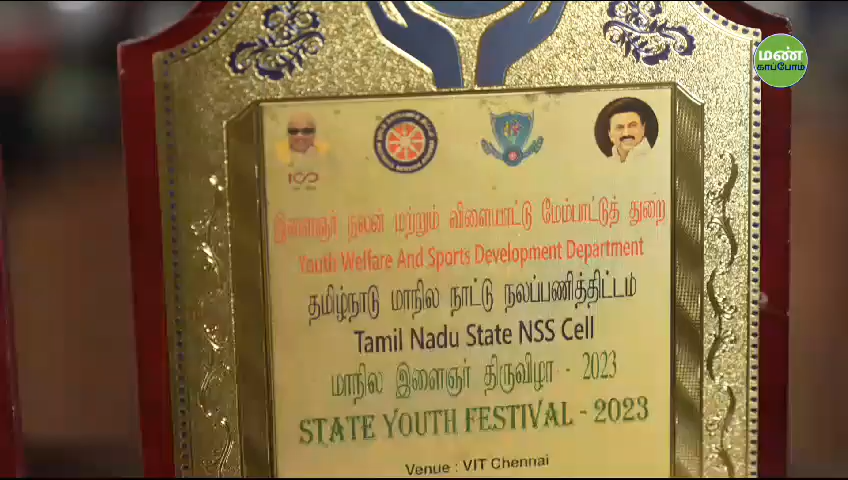 மண்
காப்போம்
100
இளைஞர் நலன் மற்றும் விளையாட்டு மேம்பாட்டுத் துறை
Youth Welfare And Sports Development Department
தமிழ்நாடு மாநில நாட்டு நலப்பணித்திட்டம்
Tamil Nadu State NSS Cell
மாநில இளைஞர் திருவிழா - 2023
STATE YOUTH FESTIVAL - 2023
Venue : VIT Chennai